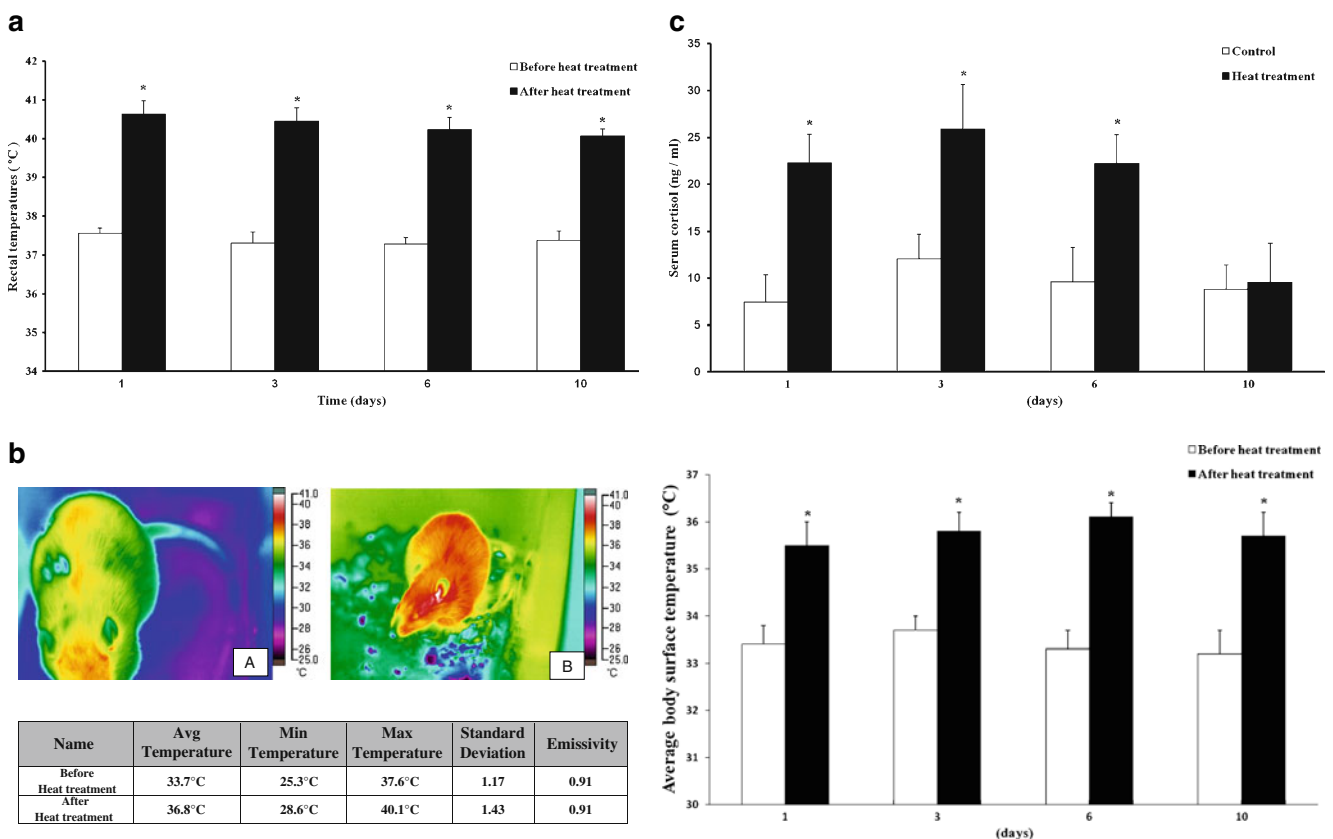 a
42
41
40
39
38
37
36
35
34
Rectal temperatures ( °C )
Before heat treatment
After heat treatment
*
*
*
*
1
3
6
10
Time (days)
c
35
30
25
20
15
10
5
0
Serum cortisol (ng / ml)
Control
Heat treatment
*
*
*
1
3
6
10
(days)
b
41.0
38
36
34
32
30
28
25.0
°C
A
41.0
38
36
34
32
30
28
25.0
°C
B
Name Avg Temperature Min Temperature Max Temperature Standard Deviation Emissivity
Before Heat treatment 33.7°C 25.3°C 37.6°C 1.17 0.91
After Heat treatment 36.8°C 28.6°C 40.1°C 1.43 0.91
37
36
35
34
33
32
31
30
Average body surface temperature (°C)
Before heat treatment
After heat treatment
*
*
*
*
1
3
6
10
(days)